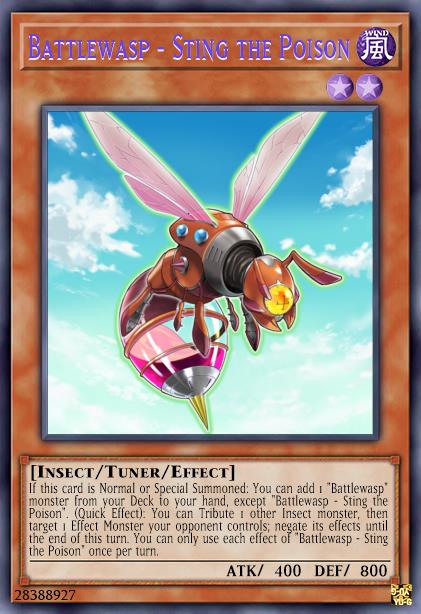 Battlewasp - Sting the Poison
WIND
風
[Insect/Tuner/Effect]
If this card is Normal or Special Summoned: You can add 1 "Battlewasp"
monster from your Deck to your hand, except "Battlewasp - Sting the
Poison". (Quick Effect): You can Tribute 1 other Insect monster, then
target 1 Effect Monster your opponent controls; negate its effects until
the end of this turn. You can only use each effect of "Battlewasp - Sting
the Poison" once per turn.
ATK/ 400 DEF/ 800
28388927